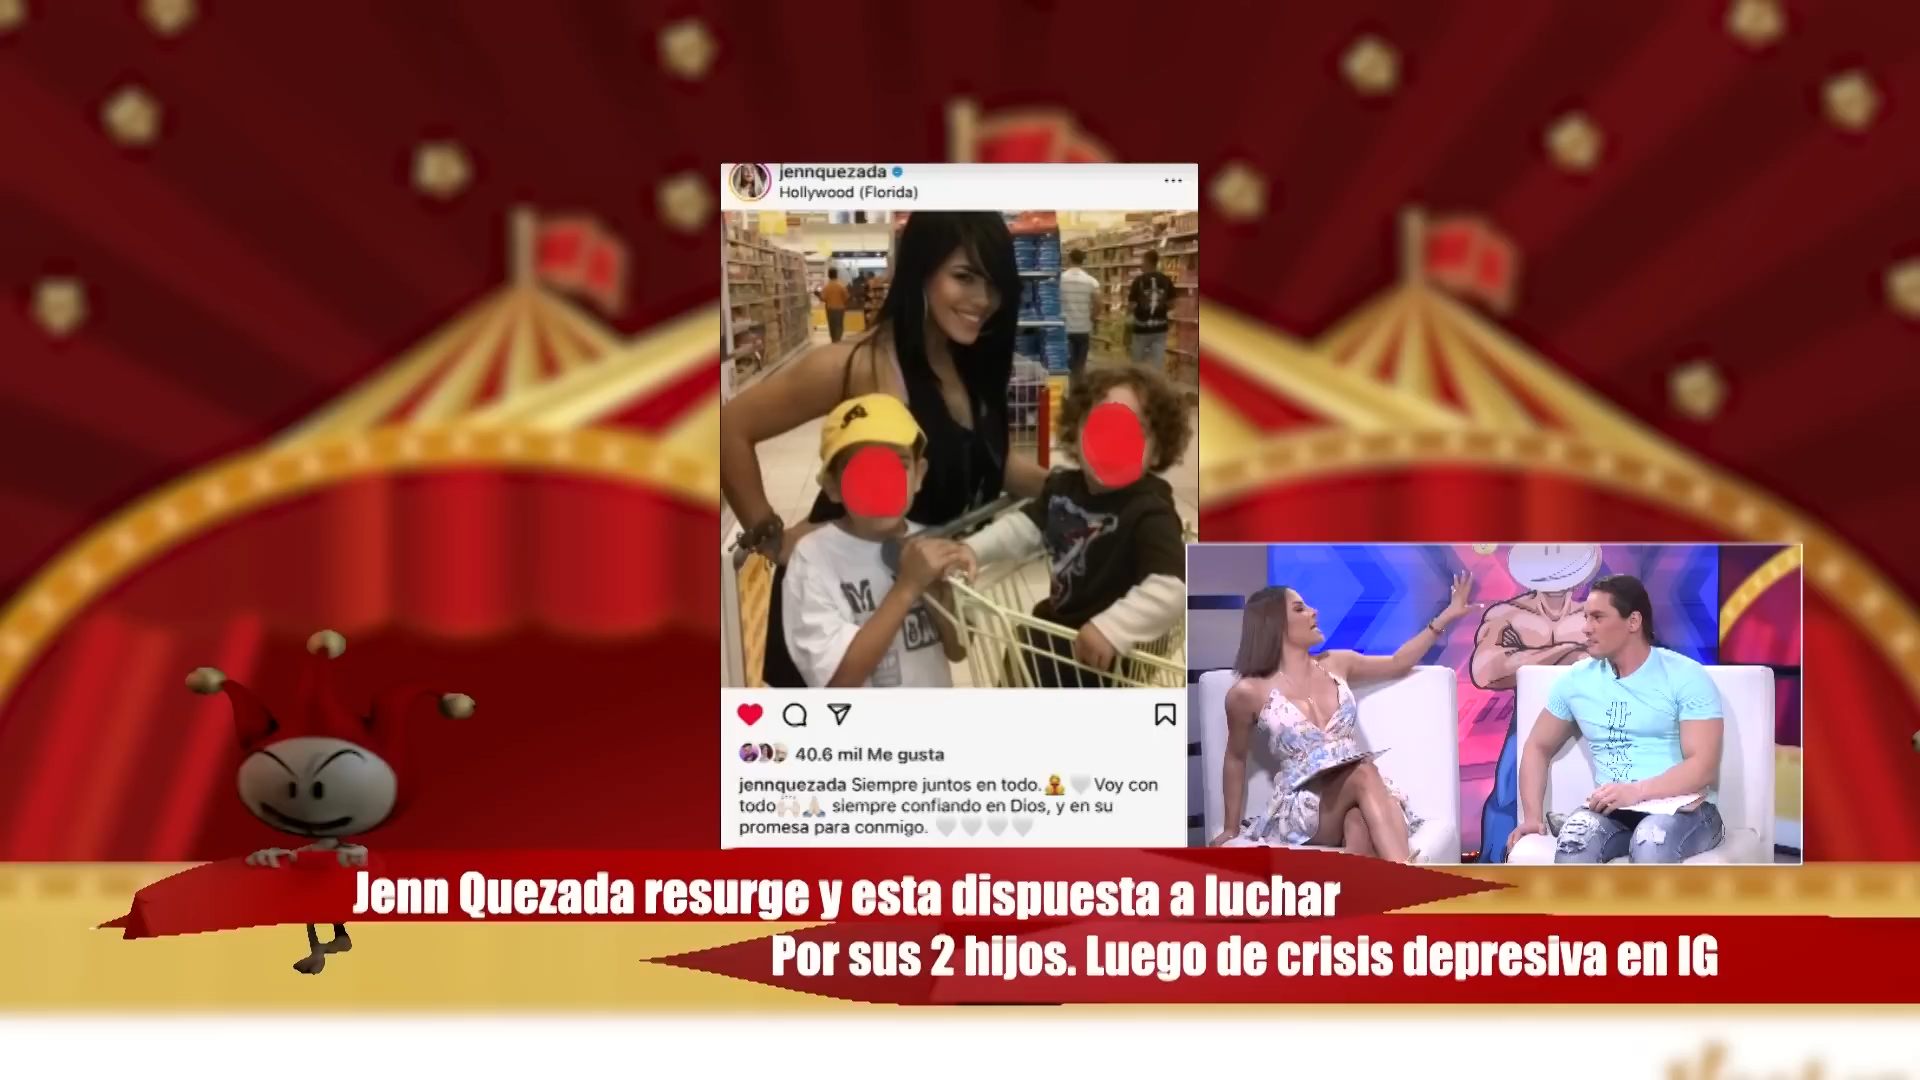 jennquezada
Hollywood (Florida)
40.6 mil Me gusta
jennquezada Siempre juntos en todo. Voy con
todo siempre confiando en Dios, y en su
promesa para conmigo.
Jenn Quezada resurge y esta dispuesta a luchar
Por sus 2 hijos. Luego de crisis depresiva en IG